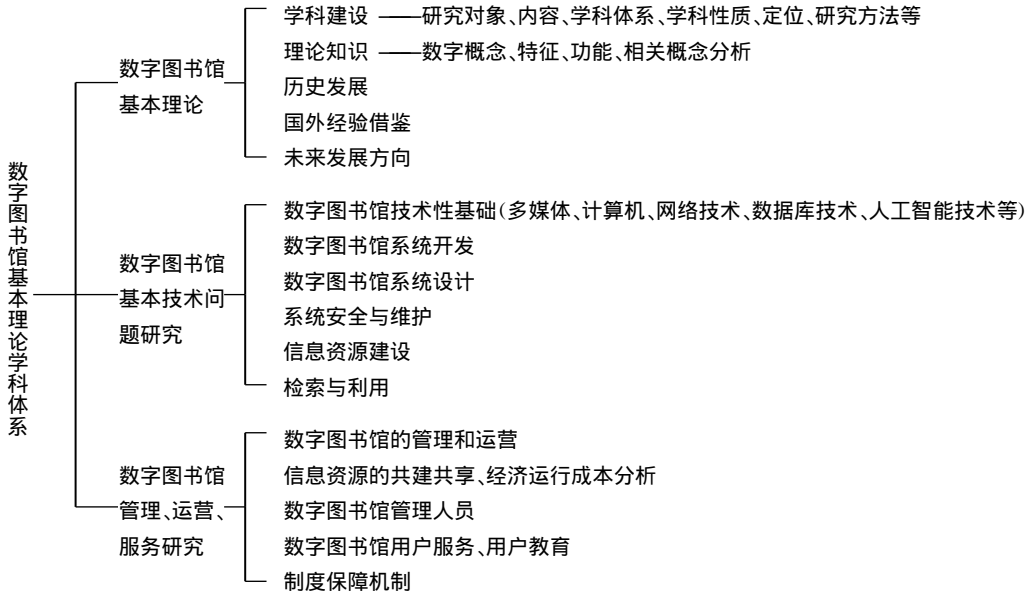 数字图书馆基本理论学科体系
数字图书馆
基本理论
学科建设 ——研究对象、内容、学科体系、学科性质、定位、研究方法等
理论知识 ——数字概念、特征、功能、相关概念分析
历史发展
国外经验借鉴
未来发展方向
数字图书馆
基本技术问
题研究
数字图书馆技术性基础(多媒体、计算机、网络技术、数据库技术、人工智能技术等)
数字图书馆系统开发
数字图书馆系统设计
系统安全与维护
信息资源建设
检索与利用
数字图书馆
管理、运营、
服务研究
数字图书馆的管理和运营
信息资源的共建共享、经济运行成本分析
数字图书馆管理人员
数字图书馆用户服务、用户教育
制度保障机制